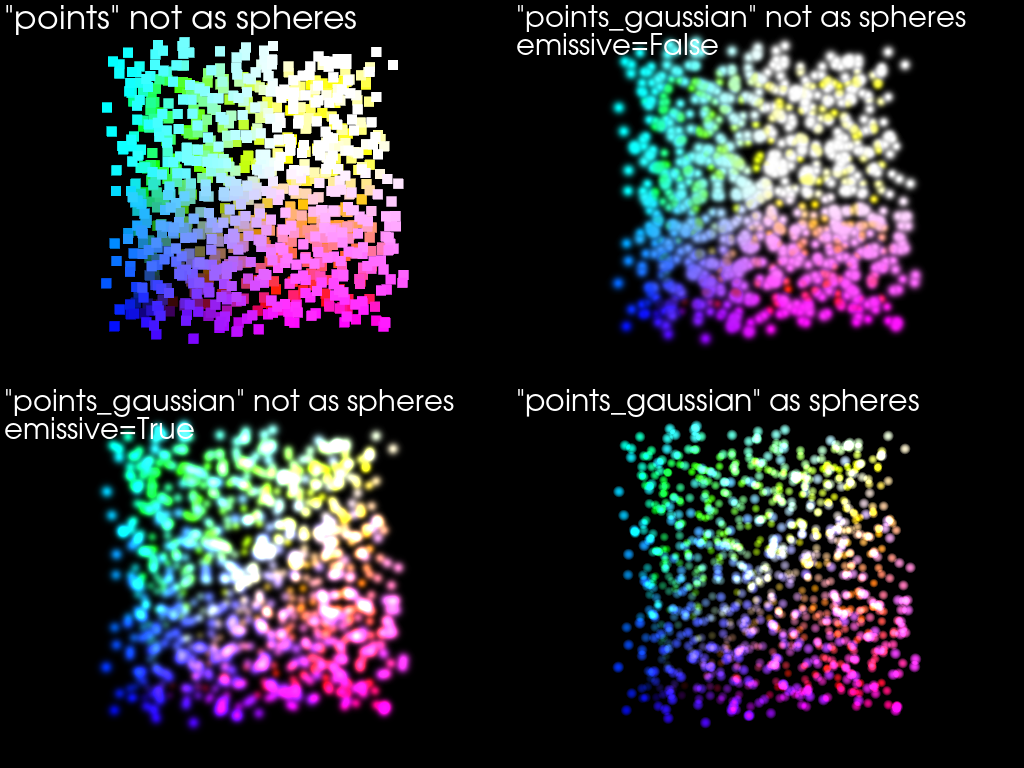 "points" not as spheres
"points_gaussian" not as spheres
emissive=False
"points_gaussian" not as spheres
emissive=True
"points_gaussian" as spheres